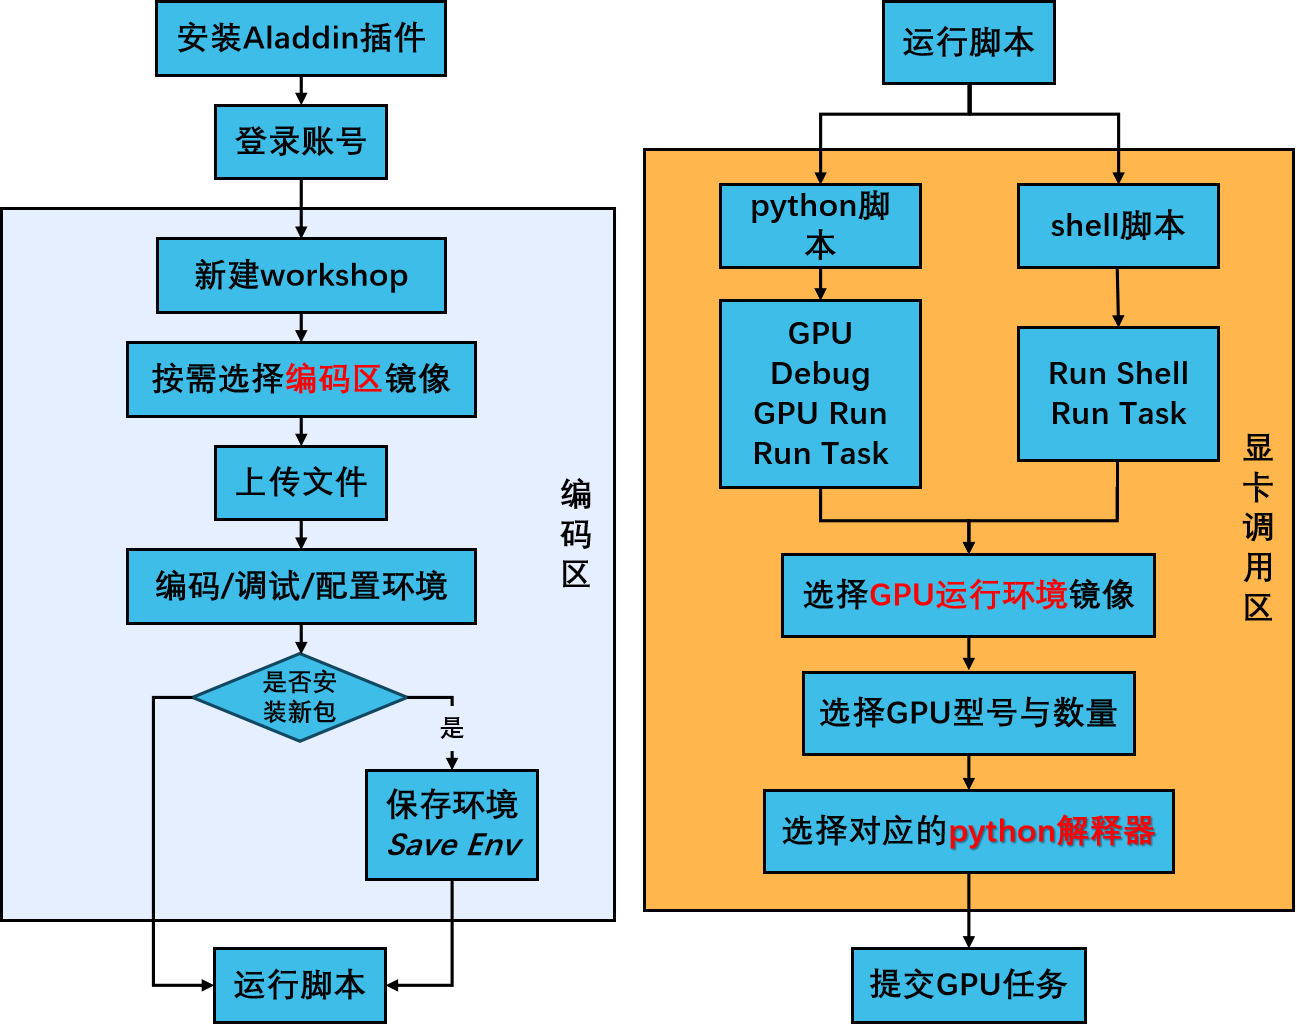 安装Aladdin插件
登录账号
新建workshop
按需选择编码区镜像
上传文件
编码/调试/配置环境
是否安
装新包
是
保存环境
Save Env
运行脚本
编
码
区
运行脚本
python脚
本
shell脚本
GPU
Debug
GPU Run
Run Task
Run Shell
Run Task
选择GPU运行环境镜像
选择GPU型号与数量
选择对应的python解释器
提交GPU任务
显
卡
调
用
区